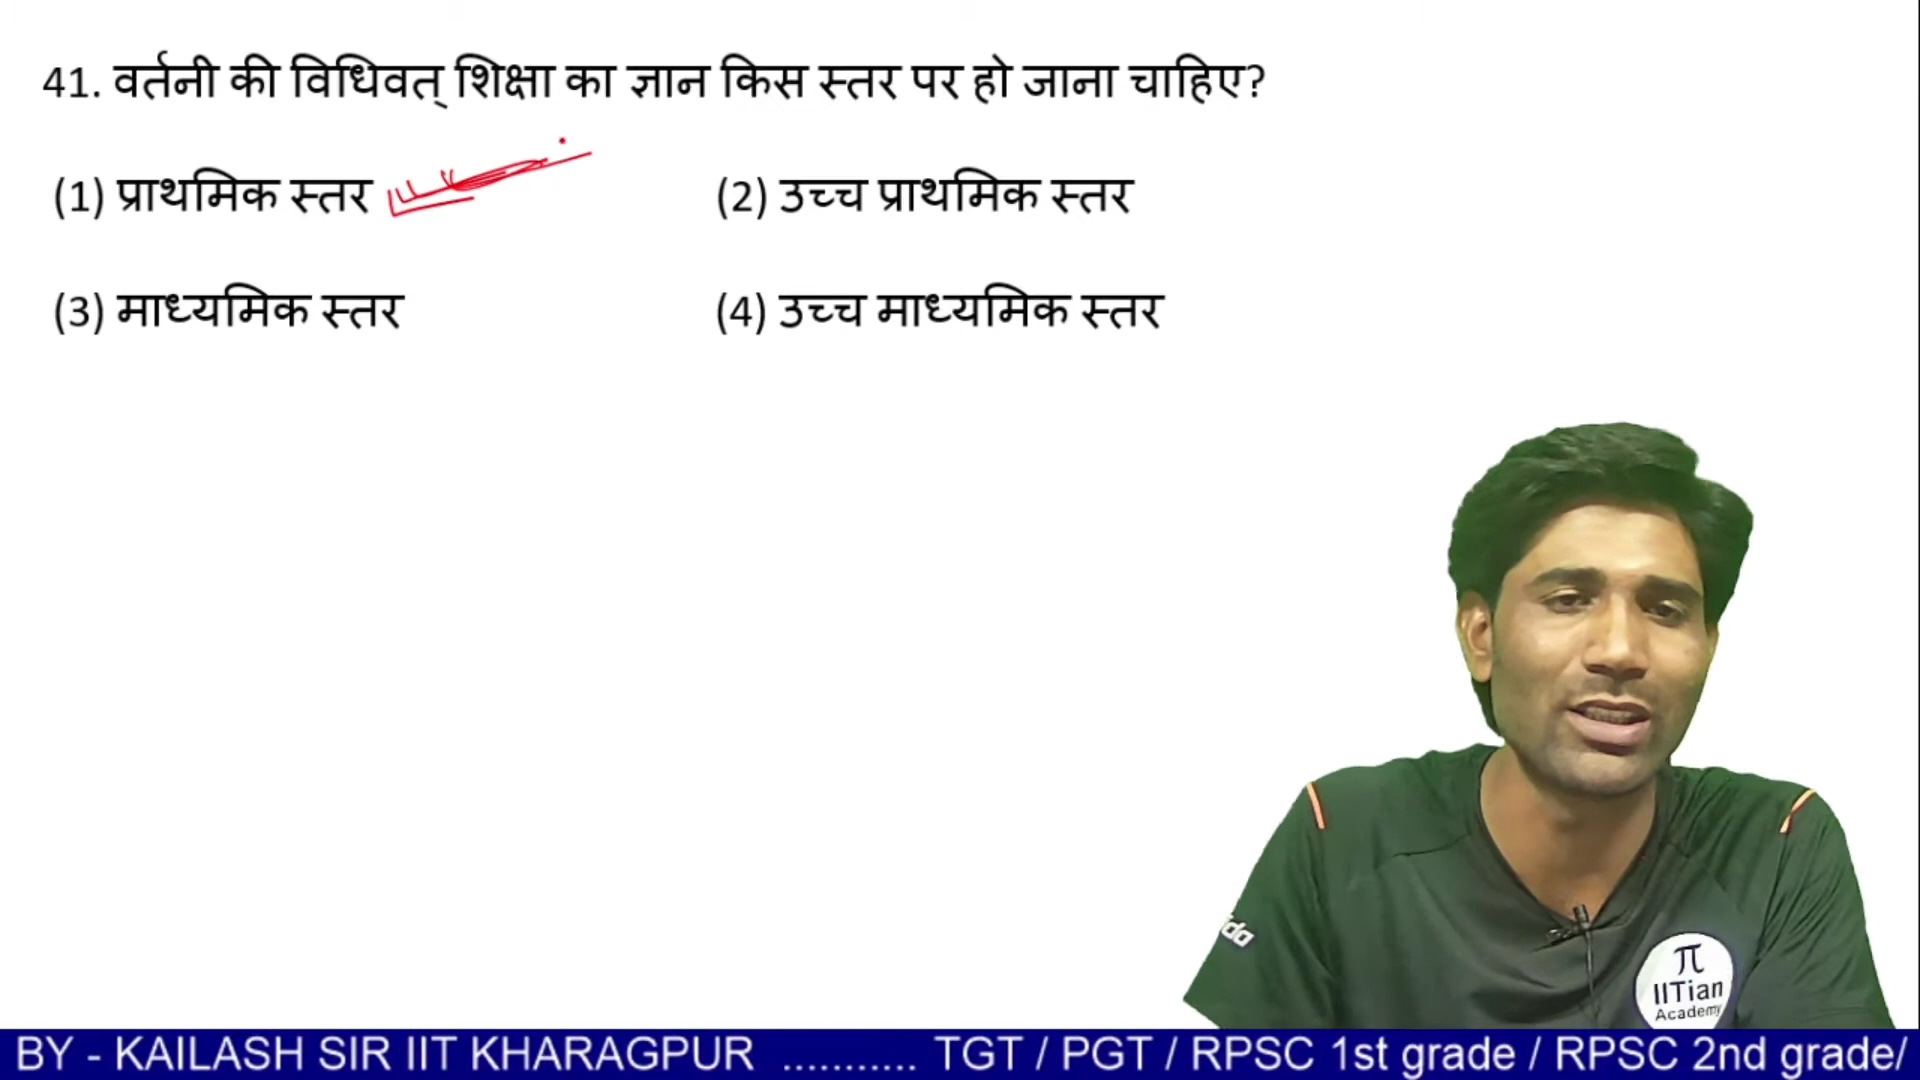 41. वर्तनी की विधिवत् शिक्षा का ज्ञान किस स्तर पर हो जाना चाहिए?
(1) प्राथमिक स्तर
(2) उच्च प्राथमिक स्तर
(3) माध्यमिक स्तर
(4) उच्च माध्यमिक स्तर
π
IITian
Academy
BY - KAILASH SIR IIT KHARAGPUR ........... TGT / PGT / RPSC 1st grade / RPSC 2nd grade/